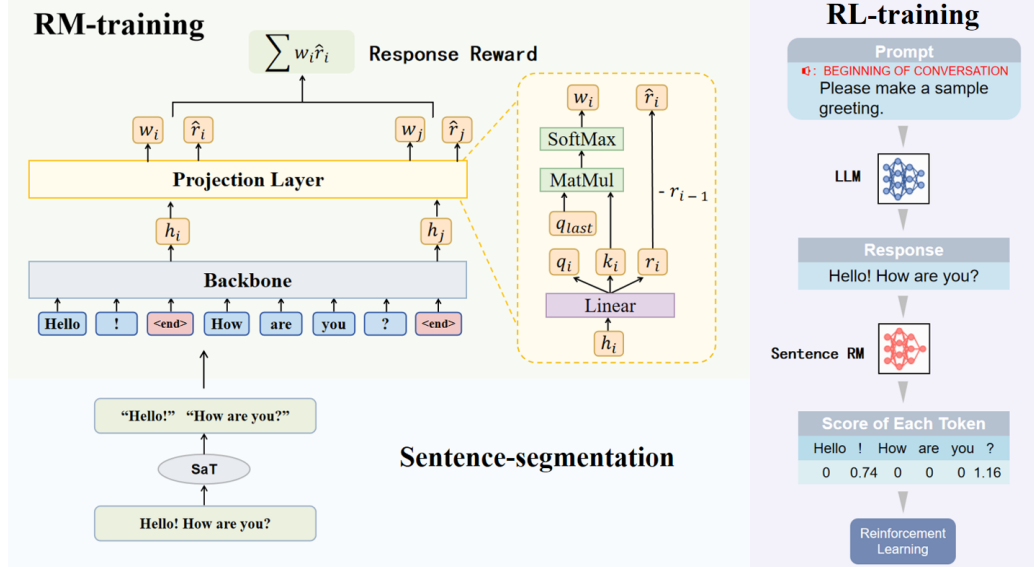 RM-training
∑ wᵢr̂ᵢ
Response Reward
wᵢ r̂ᵢ wⱼ r̂ⱼ
Projection Layer
hᵢ hⱼ
Backbone
Hello ! <end> How are you ? <end>
wᵢ r̂ᵢ
SoftMax
MatMul
- rᵢ₋₁
q_last
qᵢ kᵢ rᵢ
Linear
hᵢ
“Hello!” “How are you?”
SaT
Hello! How are you?
Sentence-segmentation
RL-training
Prompt
: BEGINNING OF CONVERSATION
Please make a sample
greeting.
LLM
Response
Hello! How are you?
Sentence RM
Score of Each Token
Hello ! How are you ?
0 0.74 0 0 0 1.16
Reinforcement
Learning